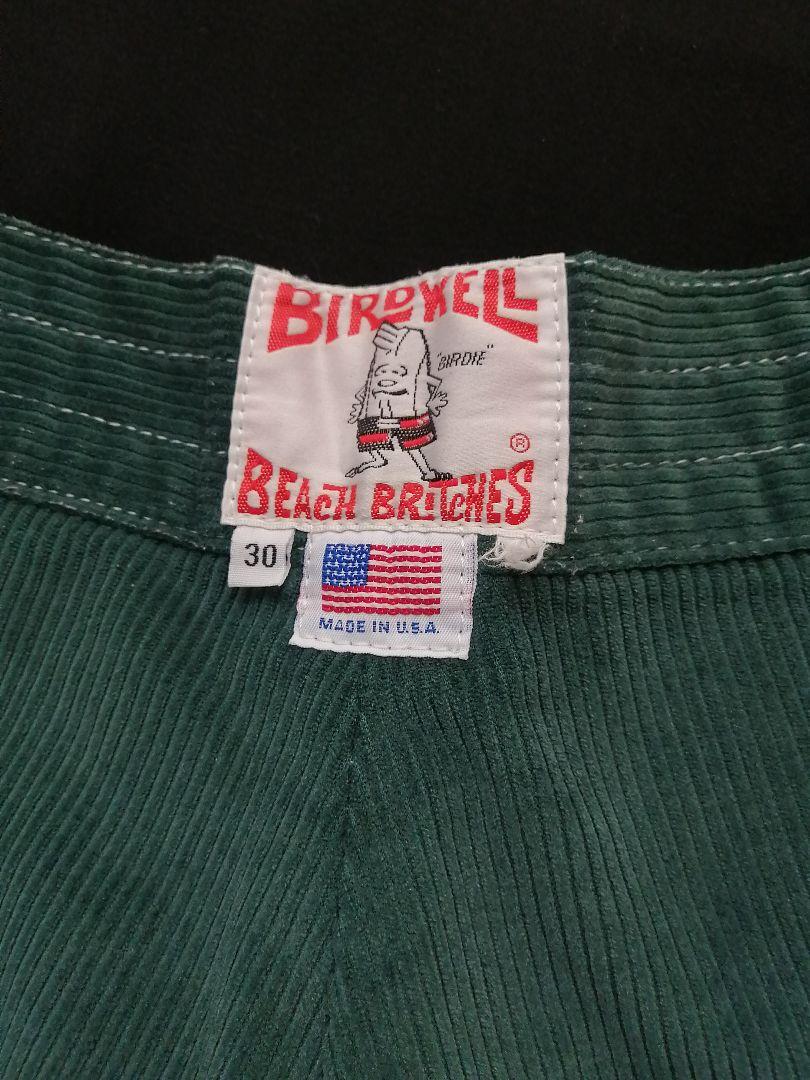 BIRDWELL
"BIRDIE"
®
BEACH BRITCHES
30
MADE IN U.S.A.